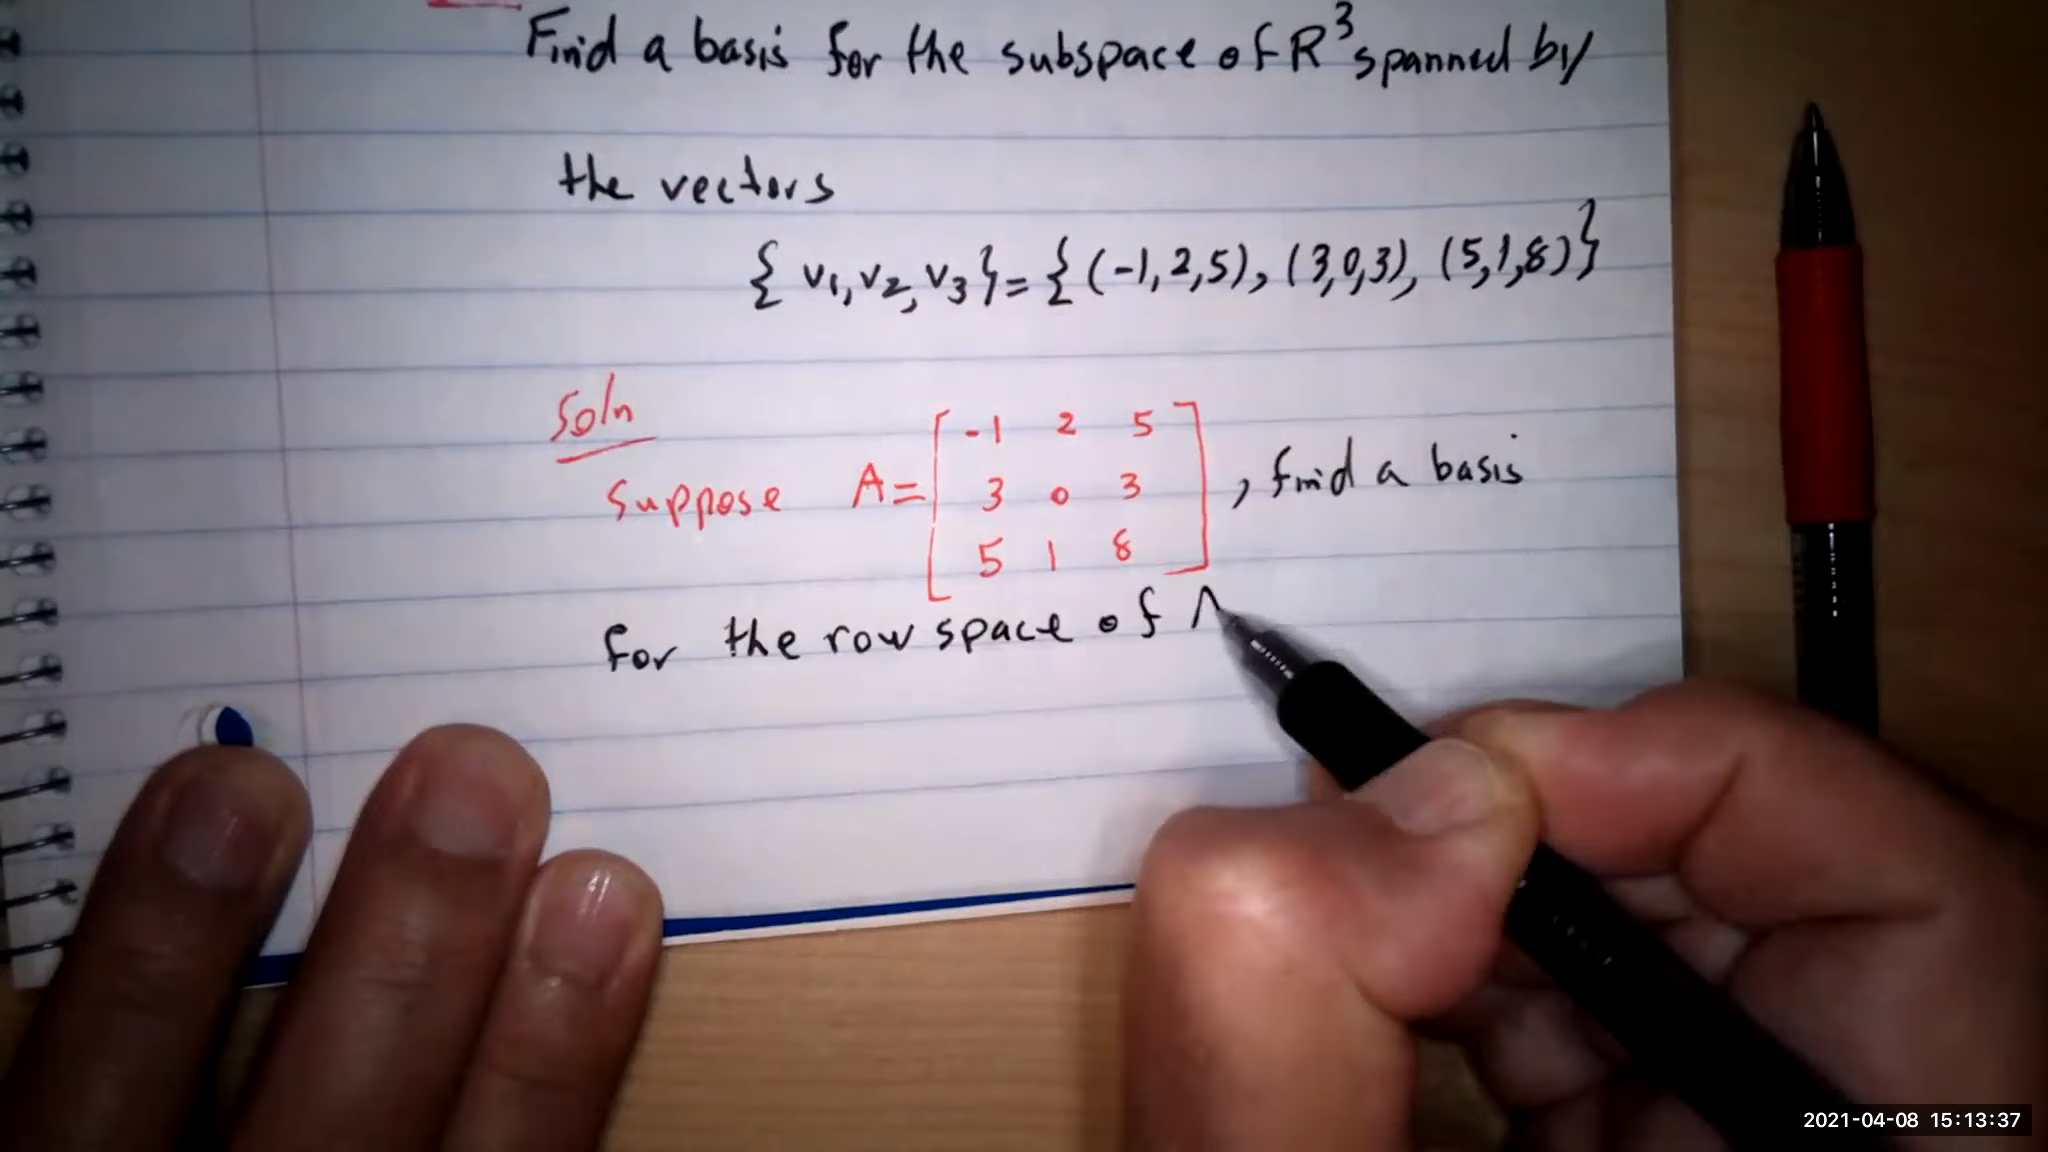 Find a basis for the subspace of R³ spanned by
the vectors
{ v₁, v₂, v₃ } = { (-1, 2, 5), (3, 0, 3), (5, 1, 8) }
Soln
Suppose A = [ -1 2 5
3 0 3
5 1 8 ] , find a basis
for the row space of
2021-04-08 15:13:37